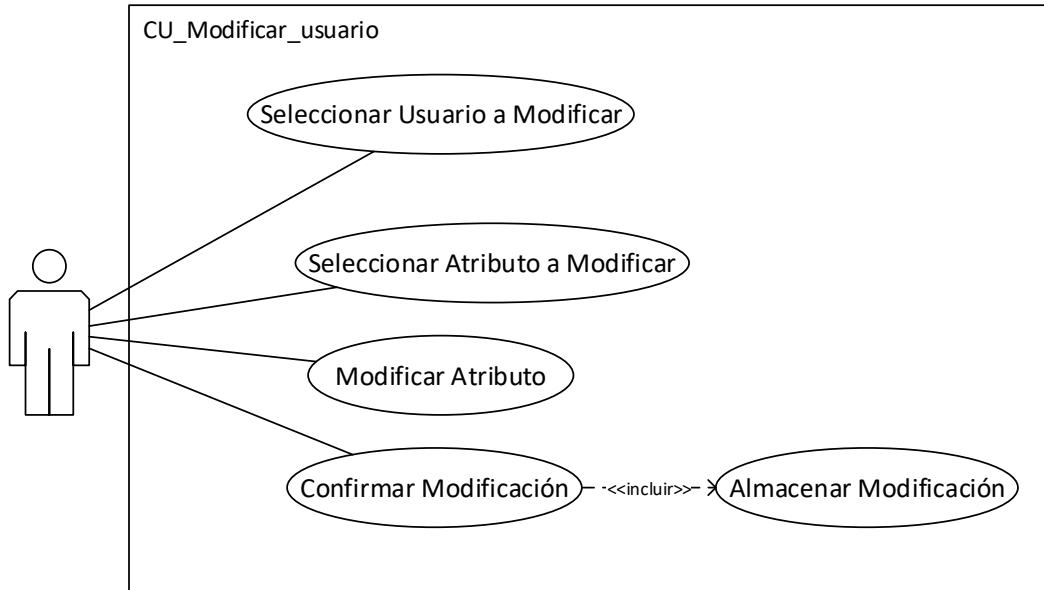 CU_Modificar_usuario
Seleccionar Usuario a Modificar
Seleccionar Atributo a Modificar
Modificar Atributo
Confirmar Modificación
<<incluir>>
Almacenar Modificación